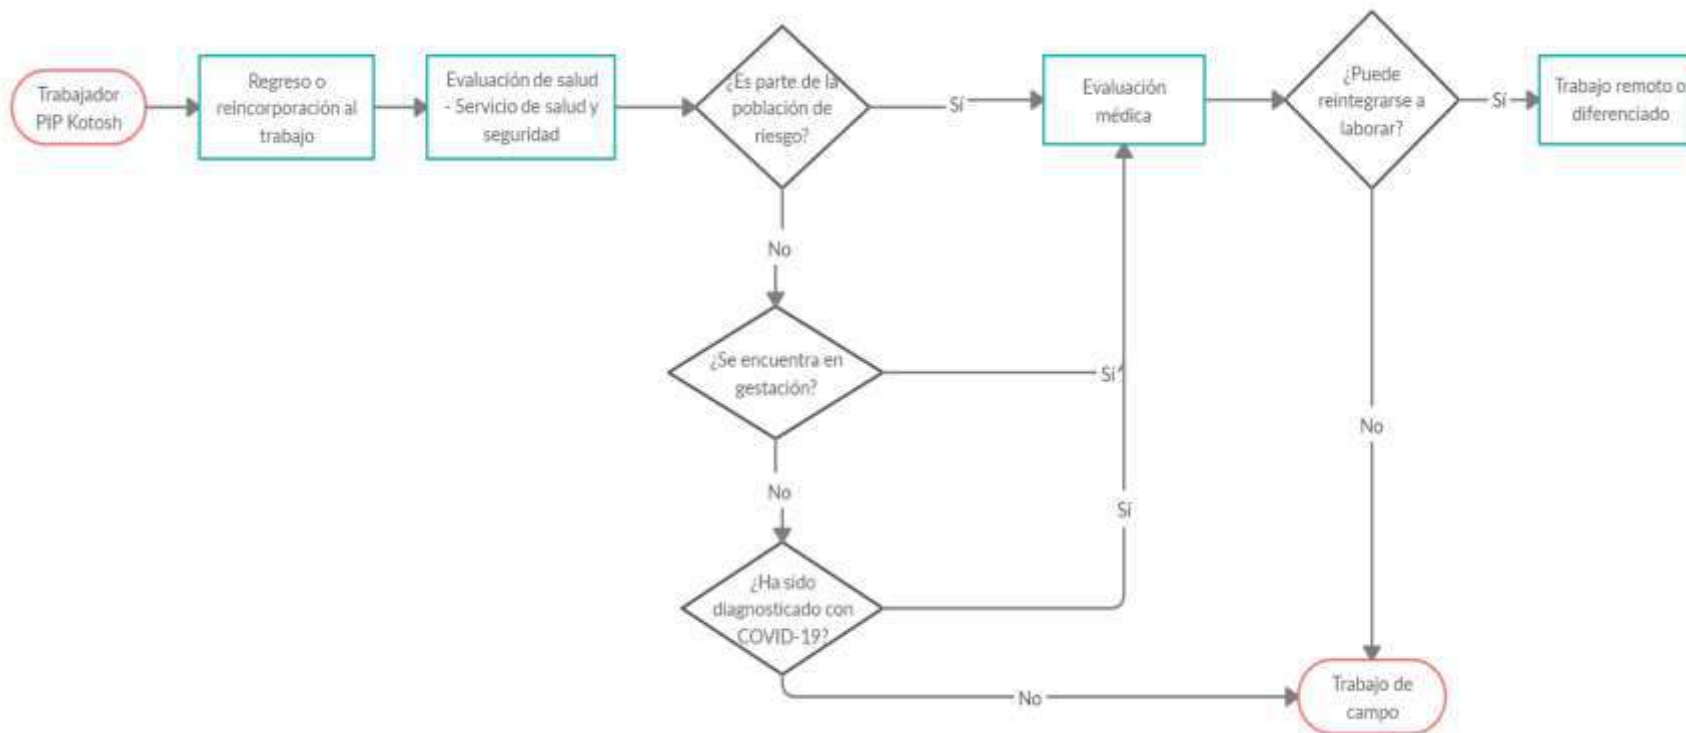 Trabajador
PIP Kotosh
Regreso o
reincorporación al
trabajo
Evaluación de salud
- Servicio de salud y
seguridad
¿Es parte de la
población de
riesgo?
Sí
Evaluación
médica
¿Puede
reintegrarse a
laborar?
Sí
Trabajo remoto o
diferenciado
No
¿Se encuentra en
gestación?
Sí
No
¿Ha sido
diagnosticado con
COVID-19?
Sí
No
No
Trabajo de
campo